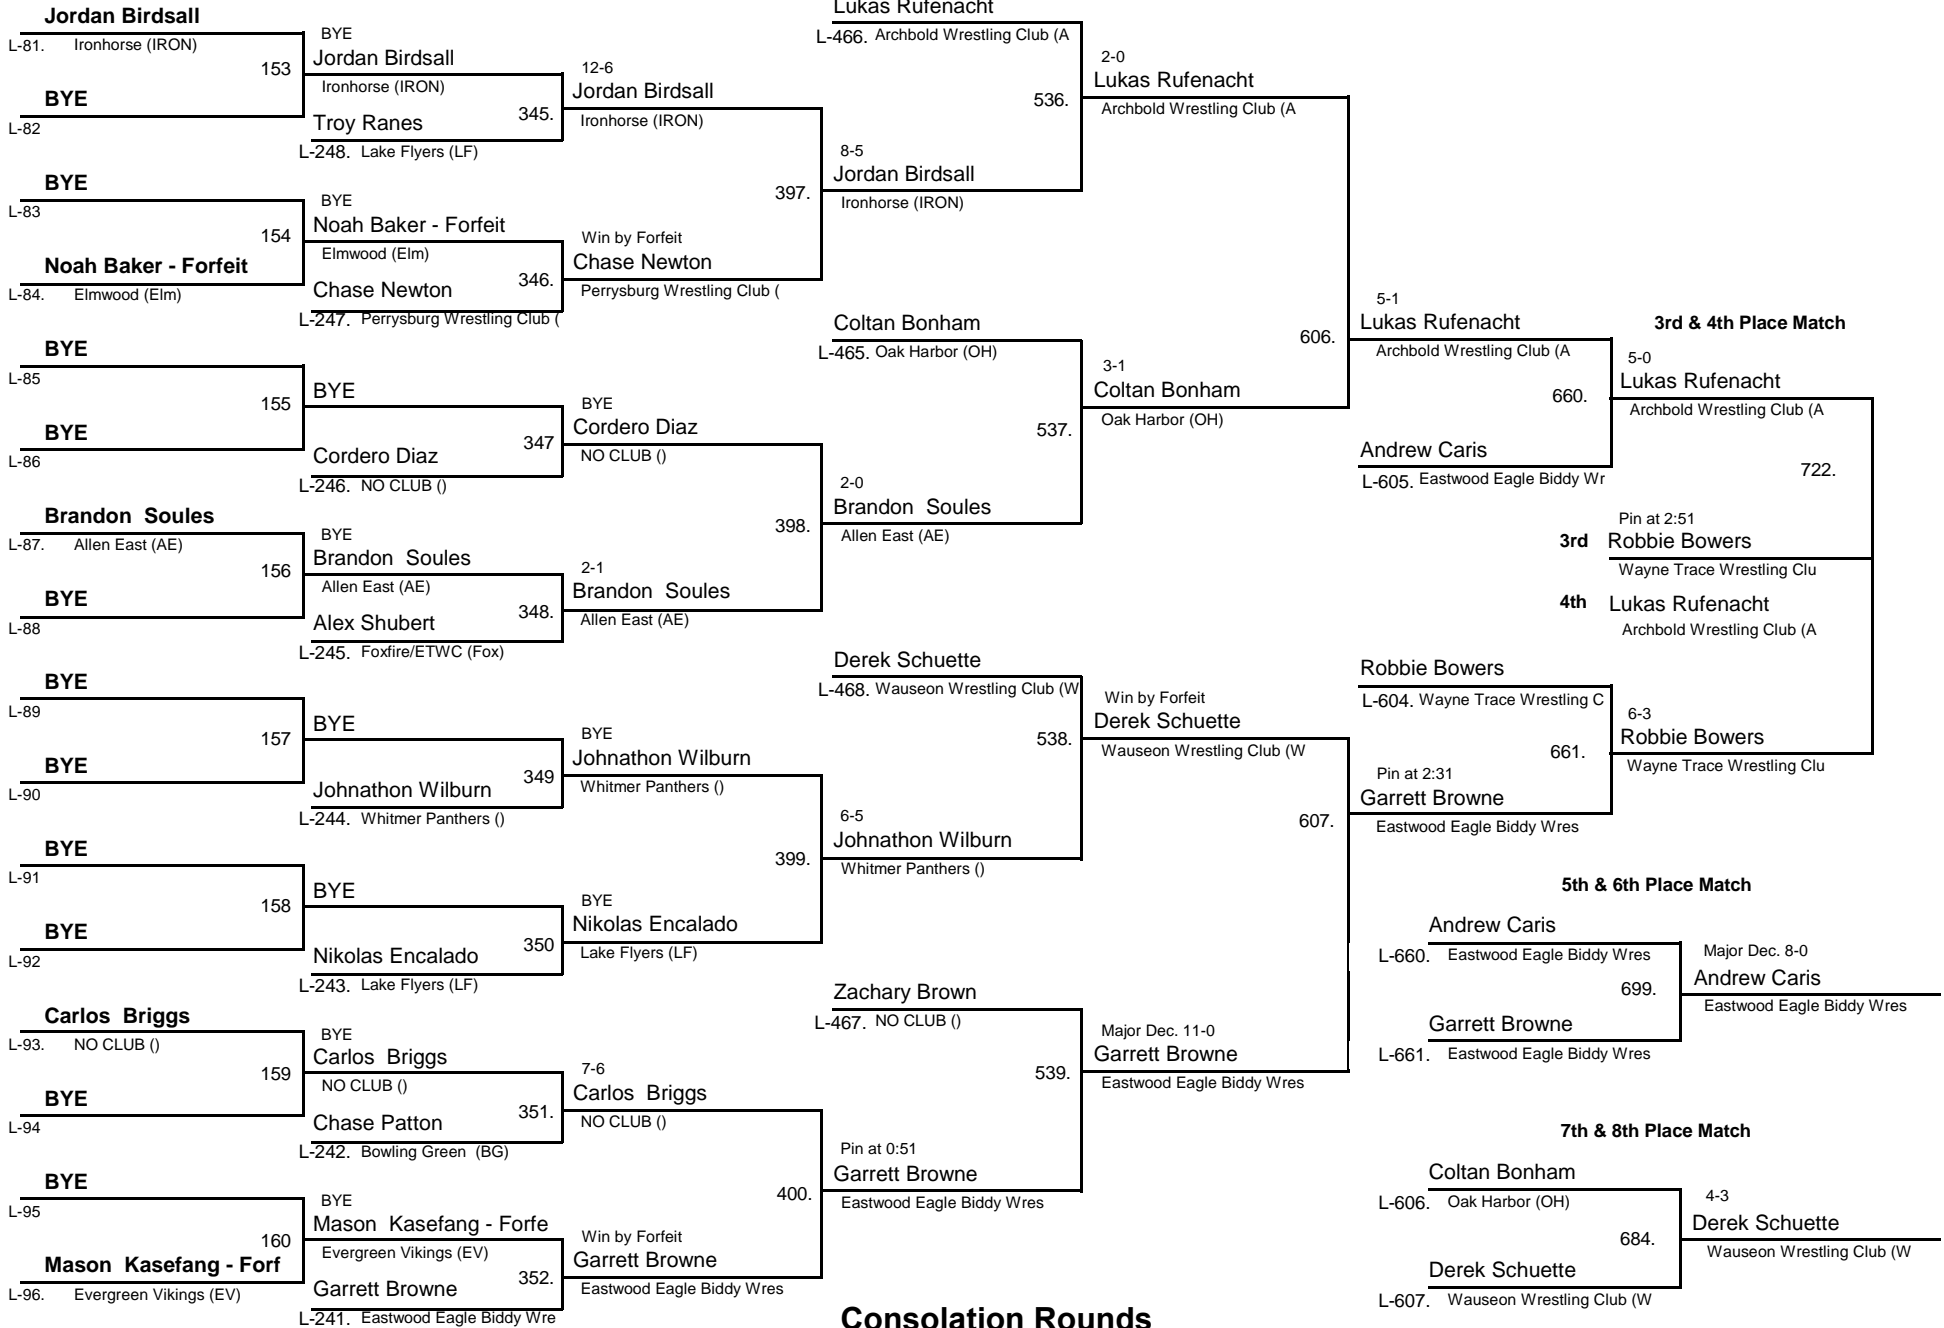 Jordan Birdsall
L-81. Ironhorse (IRON)
153
BYE
L-82
BYE
L-83
154
Noah Baker - Forfeit
L-84. Elmwood (Elm)
BYE
L-85
155
BYE
L-86
Brandon Soules
L-87. Allen East (AE)
156
BYE
L-88
BYE
L-89
157
BYE
L-90
BYE
L-91
158
BYE
L-92
Carlos Briggs
L-93. NO CLUB ()
159
BYE
L-94
BYE
L-95
160
Mason Kasefang - Forf
L-96. Evergreen Vikings (EV)
BYE
Jordan Birdsall
Ironhorse (IRON)
345.
Troy Ranes
L-248. Lake Flyers (LF)
BYE
Noah Baker - Forfeit
Elmwood (Elm)
346.
Chase Newton
L-247. Perrysburg Wrestling Club (
BYE
347
Cordero Diaz
L-246. NO CLUB ()
BYE
Brandon Soules
Allen East (AE)
348.
Alex Shubert
L-245. Foxfire/ETWC (Fox)
BYE
349
Johnathon Wilburn
L-244. Whitmer Panthers ()
BYE
350
Nikolas Encalado
L-243. Lake Flyers (LF)
BYE
Carlos Briggs
NO CLUB ()
351.
Chase Patton
L-242. Bowling Green (BG)
BYE
Mason Kasefang - Forfe
Evergreen Vikings (EV)
352.
Garrett Browne
L-241. Eastwood Eagle Biddy Wre
12-6
Jordan Birdsall
Ironhorse (IRON)
397.
Win by Forfeit
Chase Newton
Perrysburg Wrestling Club (
BYE
Cordero Diaz
NO CLUB ()
398.
2-1
Brandon Soules
Allen East (AE)
BYE
Johnathon Wilburn
Whitmer Panthers ()
399.
BYE
Nikolas Encalado
Lake Flyers (LF)
7-6
Carlos Briggs
NO CLUB ()
400.
Win by Forfeit
Garrett Browne
Eastwood Eagle Biddy Wres
Lukas Rufenacht
L-466. Archbold Wrestling Club (A
536.
8-5
Jordan Birdsall
Ironhorse (IRON)
Coltan Bonham
L-465. Oak Harbor (OH)
537.
2-0
Brandon Soules
Allen East (AE)
Derek Schuette
L-468. Wauseon Wrestling Club (W
538.
6-5
Johnathon Wilburn
Whitmer Panthers ()
Zachary Brown
L-467. NO CLUB ()
539.
Pin at 0:51
Garrett Browne
Eastwood Eagle Biddy Wres
2-0
Lukas Rufenacht
Archbold Wrestling Club (A
606.
3-1
Coltan Bonham
Oak Harbor (OH)
Win by Forfeit
Derek Schuette
Wauseon Wrestling Club (W
607.
Major Dec. 11-0
Garrett Browne
Eastwood Eagle Biddy Wres
5-1
Lukas Rufenacht
Archbold Wrestling Club (A
660.
Andrew Caris
L-605. Eastwood Eagle Biddy Wr
Robbie Bowers
L-604. Wayne Trace Wrestling C
661.
Pin at 2:31
Garrett Browne
Eastwood Eagle Biddy Wres
3rd & 4th Place Match
5-0
Lukas Rufenacht
Archbold Wrestling Club (A
722.
Pin at 2:51
3rd Robbie Bowers
Wayne Trace Wrestling Clu
4th Lukas Rufenacht
Archbold Wrestling Club (A
6-3
Robbie Bowers
Wayne Trace Wrestling Clu
5th & 6th Place Match
Andrew Caris
L-660. Eastwood Eagle Biddy Wres
699.
Garrett Browne
L-661. Eastwood Eagle Biddy Wres
Major Dec. 8-0
Andrew Caris
Eastwood Eagle Biddy Wres
7th & 8th Place Match
Coltan Bonham
L-606. Oak Harbor (OH)
684.
Derek Schuette
L-607. Wauseon Wrestling Club (W
4-3
Derek Schuette
Wauseon Wrestling Club (W
Consolation Rounds